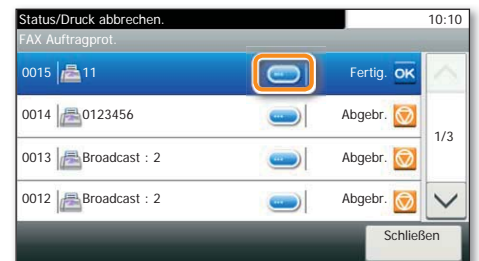 Status/Druck abbrechen. 10:10
FAX Auftragprot.
0015 11 Fertig. OK
0014 0123456 Abgebr.
1/3
0013 Broadcast : 2 Abgebr.
0012 Broadcast : 2 Abgebr.
Schließen